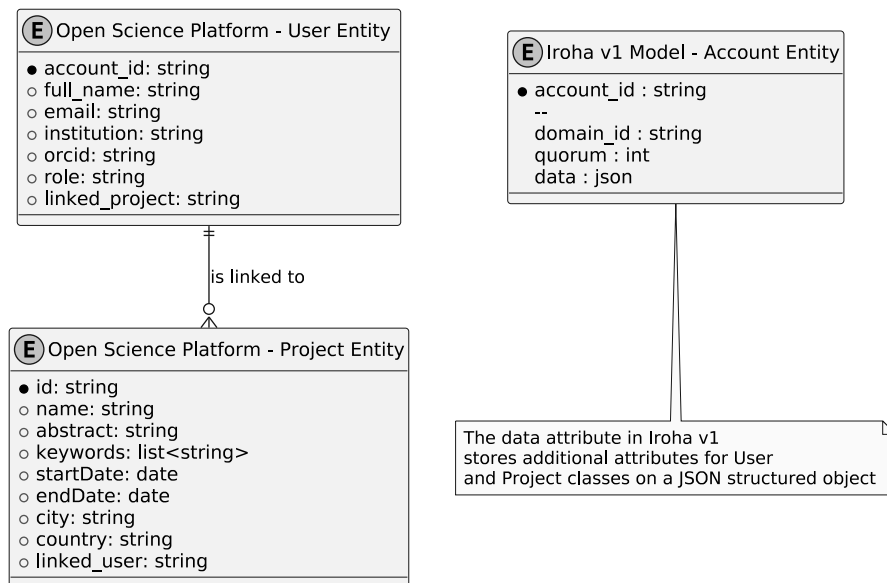 E Open Science Platform - User Entity
account_id: string
full_name: string
email: string
institution: string
orcid: string
role: string
linked_project: string
is linked to
E Open Science Platform - Project Entity
id: string
name: string
abstract: string
keywords: list<string>
startDate: date
endDate: date
city: string
country: string
linked_user: string
E Iroha v1 Model - Account Entity
account_id : string
--
domain_id : string
quorum : int
data : json
The data attribute in Iroha v1
stores additional attributes for User
and Project classes on a JSON structured object